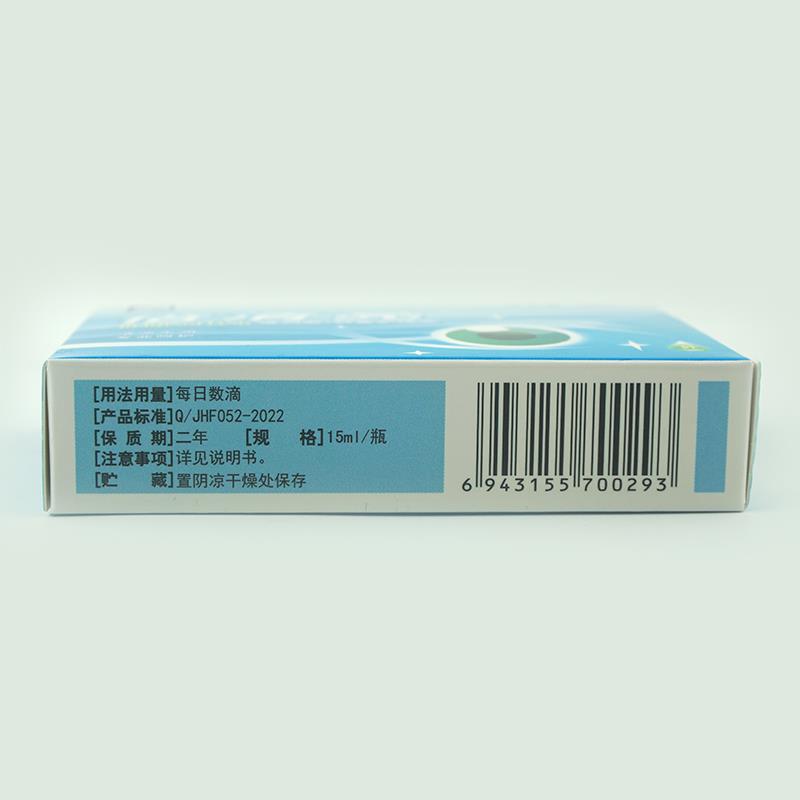 [用法用量]每日数滴
[产品标准]Q/JHF052-2022
[保 质 期]二年 [规 格]15ml/瓶
[注意事项]详见说明书。
[贮 藏]置阴凉干燥处保存
6 943155 700293